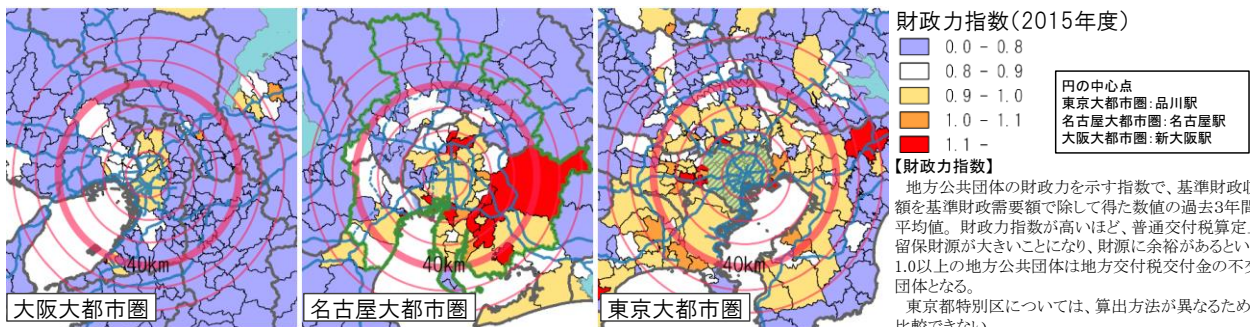 財政力指数(2015年度)
0.0 - 0.8
0.8 - 0.9
0.9 - 1.0
1.0 - 1.1
1.1 -
円の中心点
東京大都市圏:品川駅
名古屋大都市圏:名古屋駅
大阪大都市圏:新大阪駅
【財政力指数】
地方公共団体の財政力を示す指数で、基準財政収
額を基準財政需要額で除して得た数値の過去3年間
平均値。財政力指数が高いほど、普通交付税算定
留保財源が大きいことになり、財源に余裕があるとい
1.0以上の地方公共団体は地方交付税交付金の不
団体となる。
東京都特別区については、算出方法が異なるため
比較できない
40km
大阪大都市圏
40km
名古屋大都市圏
40km
東京大都市圏